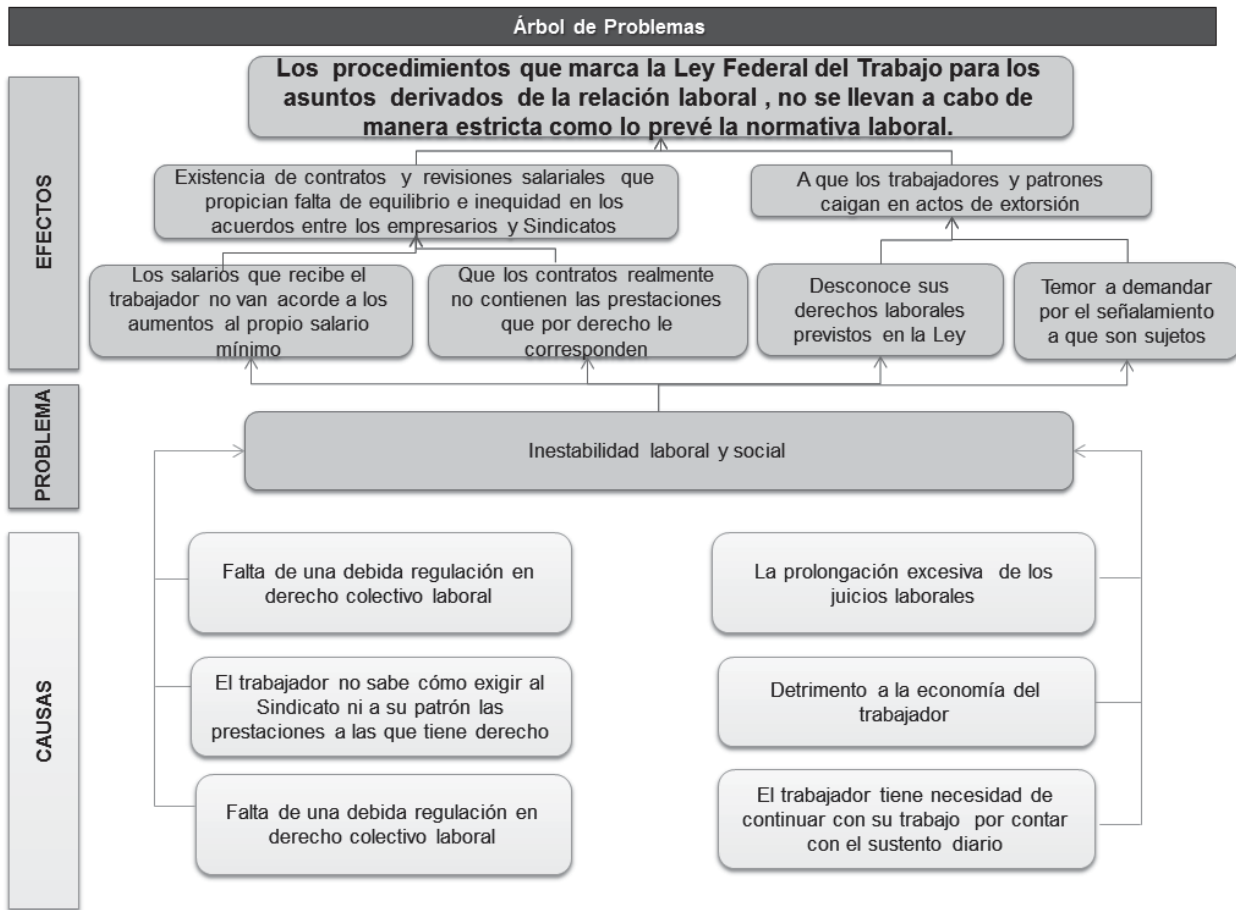 Árbol de Problemas
EFECTOS
Los procedimientos que marca la Ley Federal del Trabajo para los
asuntos derivados de la relación laboral , no se llevan a cabo de
manera estricta como lo prevé la normativa laboral.
Existencia de contratos y revisiones salariales que
propician falta de equilibrio e inequidad en los
acuerdos entre los empresarios y Sindicatos
A que los trabajadores y patrones
caigan en actos de extorsión
Los salarios que recibe el
trabajador no van acorde a los
aumentos al propio salario
mínimo
Que los contratos realmente
no contienen las prestaciones
que por derecho le
corresponden
Desconoce sus
derechos laborales
previstos en la Ley
Temor a demandar
por el señalamiento
a que son sujetos
PROBLEMA
Inestabilidad laboral y social
CAUSAS
Falta de una debida regulación en
derecho colectivo laboral
La prolongación excesiva de los
juicios laborales
El trabajador no sabe cómo exigir al
Sindicato ni a su patrón las
prestaciones a las que tiene derecho
Detrimento a la economía del
trabajador
Falta de una debida regulación en
derecho colectivo laboral
El trabajador tiene necesidad de
continuar con su trabajo por contar
con el sustento diario